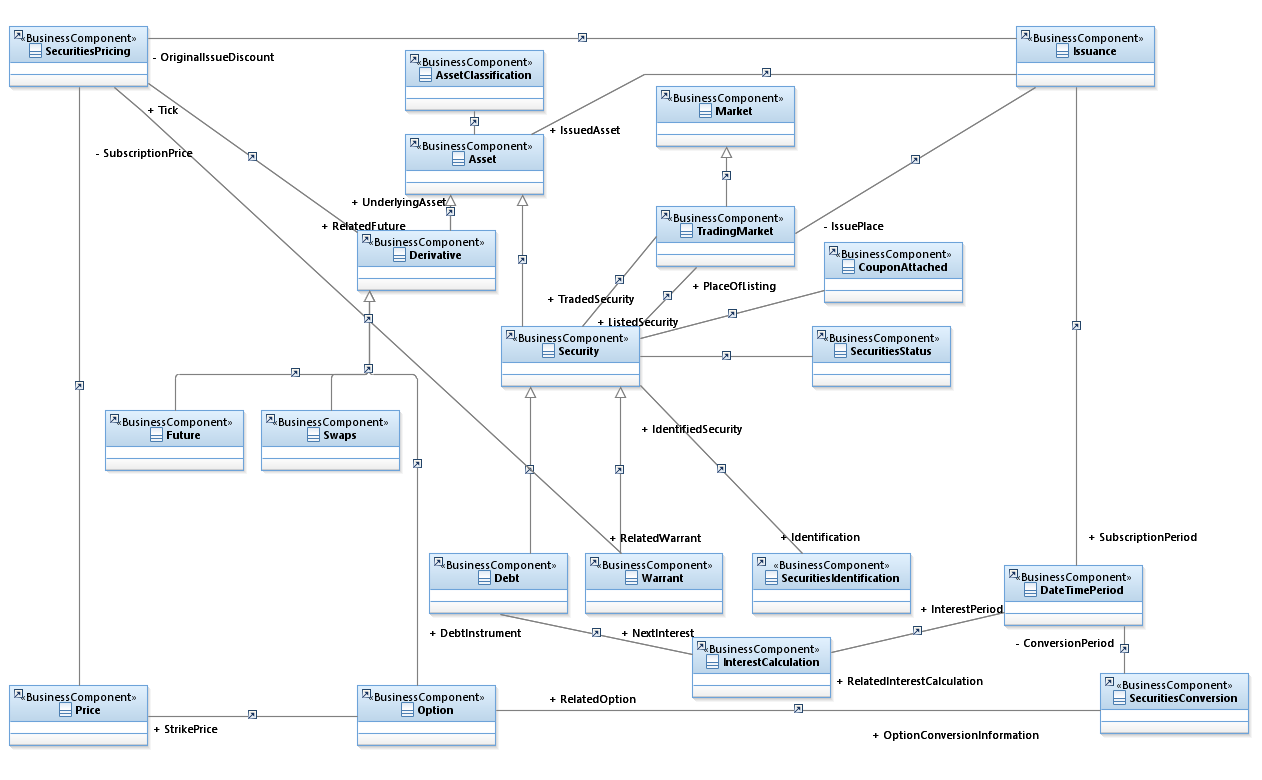 «BusinessComponent»
SecuritiesPricing
«BusinessComponent»
Issuance
- OriginalIssueDiscount
«BusinessComponent»
AssetClassification
+ Tick
«BusinessComponent»
Market
- SubscriptionPrice
+ IssuedAsset
«BusinessComponent»
Asset
+ UnderlyingAsset
+ RelatedFuture
«BusinessComponent»
Derivative
«BusinessComponent»
TradingMarket
- IssuePlace
«BusinessComponent»
CouponAttached
+ PlaceOfListing
+ TradedSecurity
+ ListedSecurity
«BusinessComponent»
Security
«BusinessComponent»
SecuritiesStatus
«BusinessComponent»
Future
«BusinessComponent»
Swaps
+ IdentifiedSecurity
+ RelatedWarrant
+ Identification
+ SubscriptionPeriod
«BusinessComponent»
Debt
«BusinessComponent»
Warrant
«BusinessComponent»
SecuritiesIdentification
«BusinessComponent»
DateTimePeriod
+ InterestPeriod
+ DebtInstrument
+ NextInterest
- ConversionPeriod
«BusinessComponent»
InterestCalculation
+ RelatedInterestCalculation
«BusinessComponent»
SecuritiesConversion
«BusinessComponent»
Price
«BusinessComponent»
Option
+ RelatedOption
+ StrikePrice
+ OptionConversionInformation